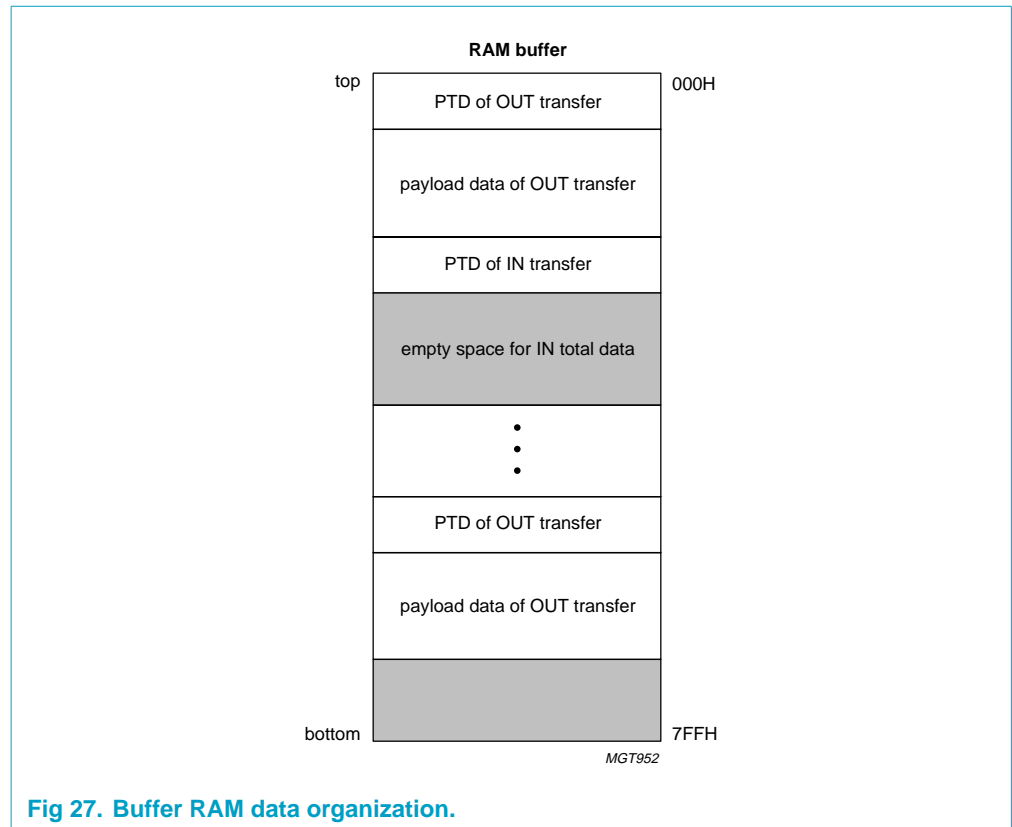 RAM buffer
top
000H
PTD of OUT transfer
payload data of OUT transfer
PTD of IN transfer
empty space for IN total data
PTD of OUT transfer
payload data of OUT transfer
bottom
7FFH
MGT952
Fig 27. Buffer RAM data organization.